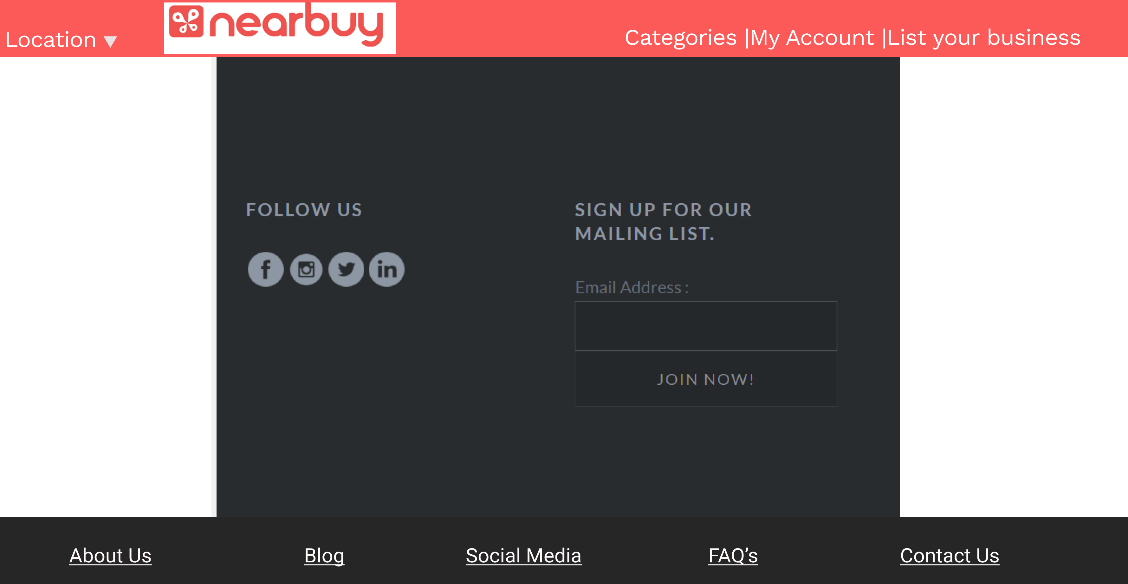 Location ▼
nearbuy
Categories |My Account |List your business
FOLLOW US
SIGN UP FOR OUR
MAILING LIST.
Email Address :
JOIN NOW!
About Us
Blog
Social Media
FAQ’s
Contact Us